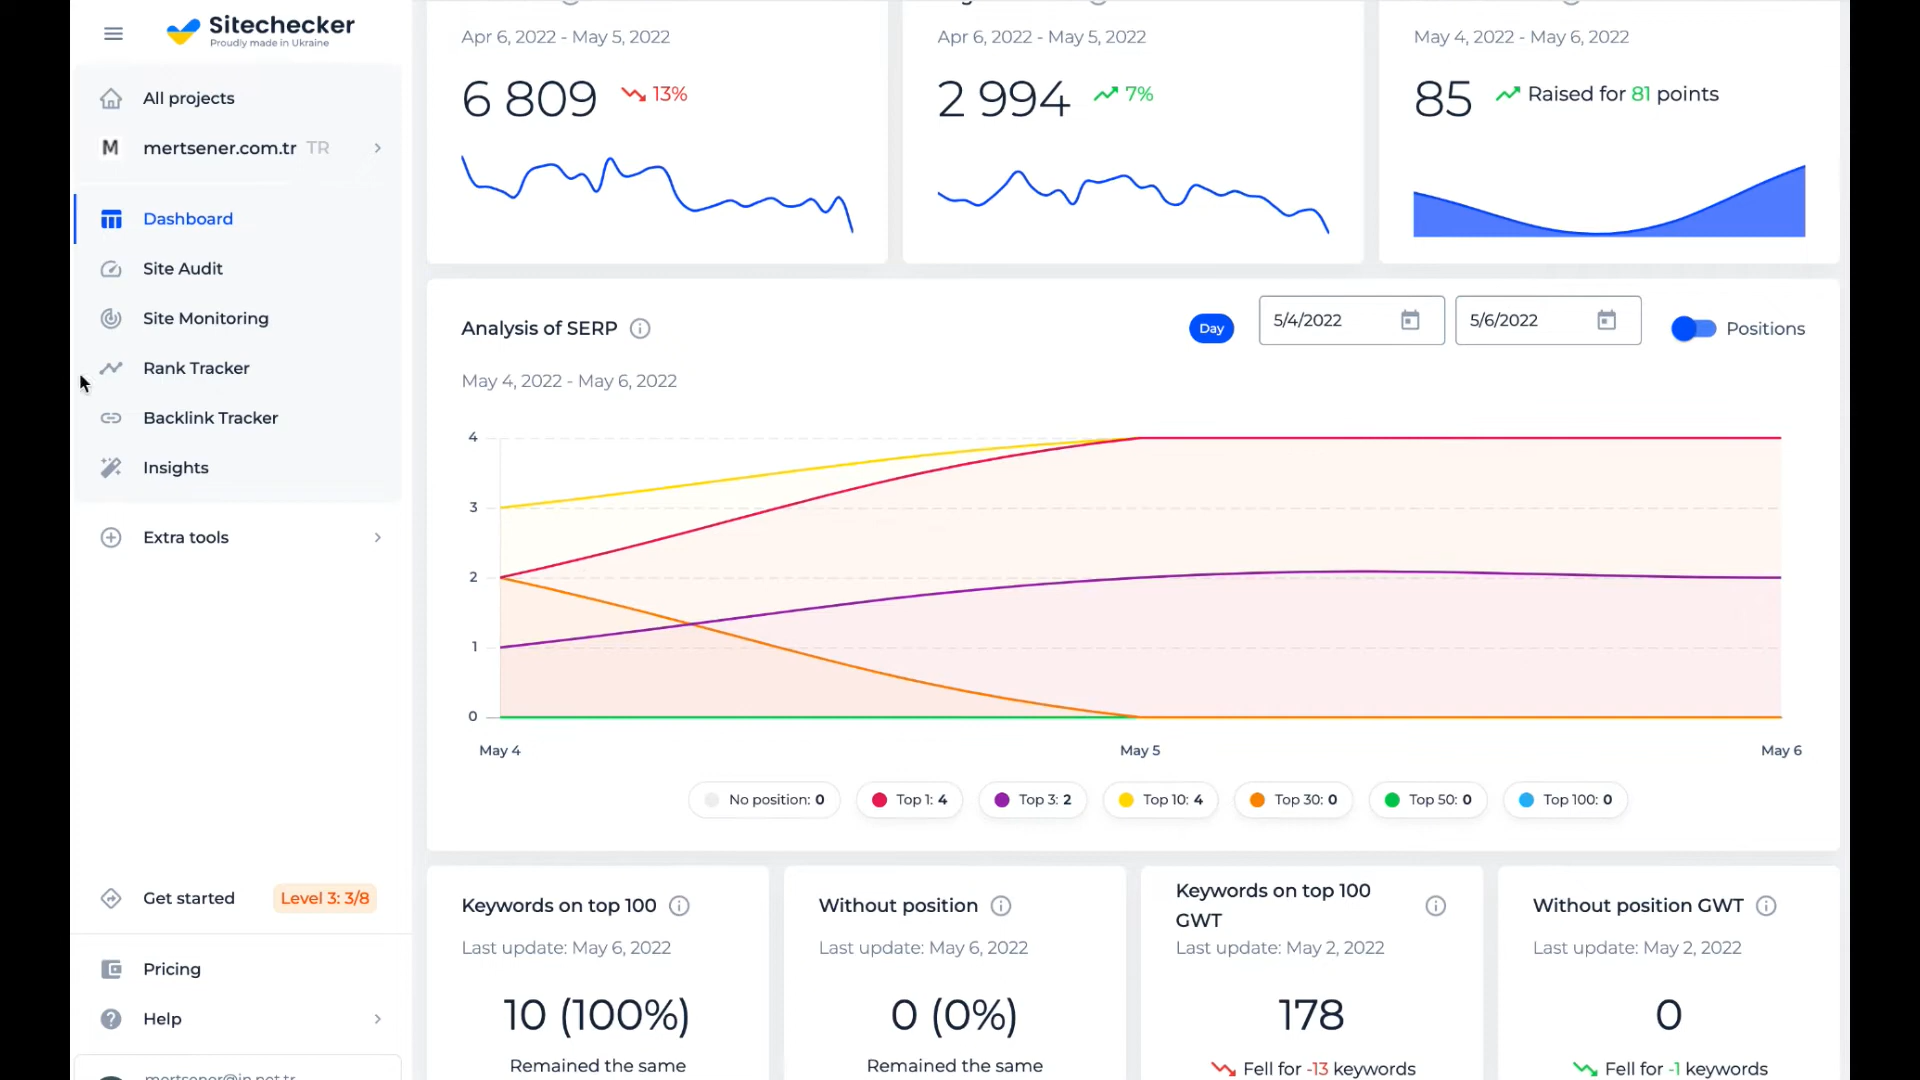 Sitechecker
Proudly made in Ukraine
All projects
M mertsener.com.tr TR
Dashboard
Site Audit
Site Monitoring
Rank Tracker
Backlink Tracker
Insights
Extra tools
Get started Level 3: 3/8
Pricing
Help
Apr 6, 2022 - May 5, 2022
6 809 13%
Apr 6, 2022 - May 5, 2022
2 994 7%
May 4, 2022 - May 6, 2022
85 Raised for 81 points
Analysis of SERP
Day 5/4/2022 5/6/2022 Positions
May 4, 2022 - May 6, 2022
4
3
2
1
0
May 4 May 5 May 6
No position: 0 Top 1: 4 Top 3: 2 Top 10: 4 Top 30: 0 Top 50: 0 Top 100: 0
Keywords on top 100
Last update: May 6, 2022
10 (100%)
Remained the same
Without position
Last update: May 6, 2022
0 (0%)
Remained the same
Keywords on top 100
GWT
Last update: May 2, 2022
178
Fell for -13 keywords
Without position GWT
Last update: May 2, 2022
0
Fell for -1 keywords